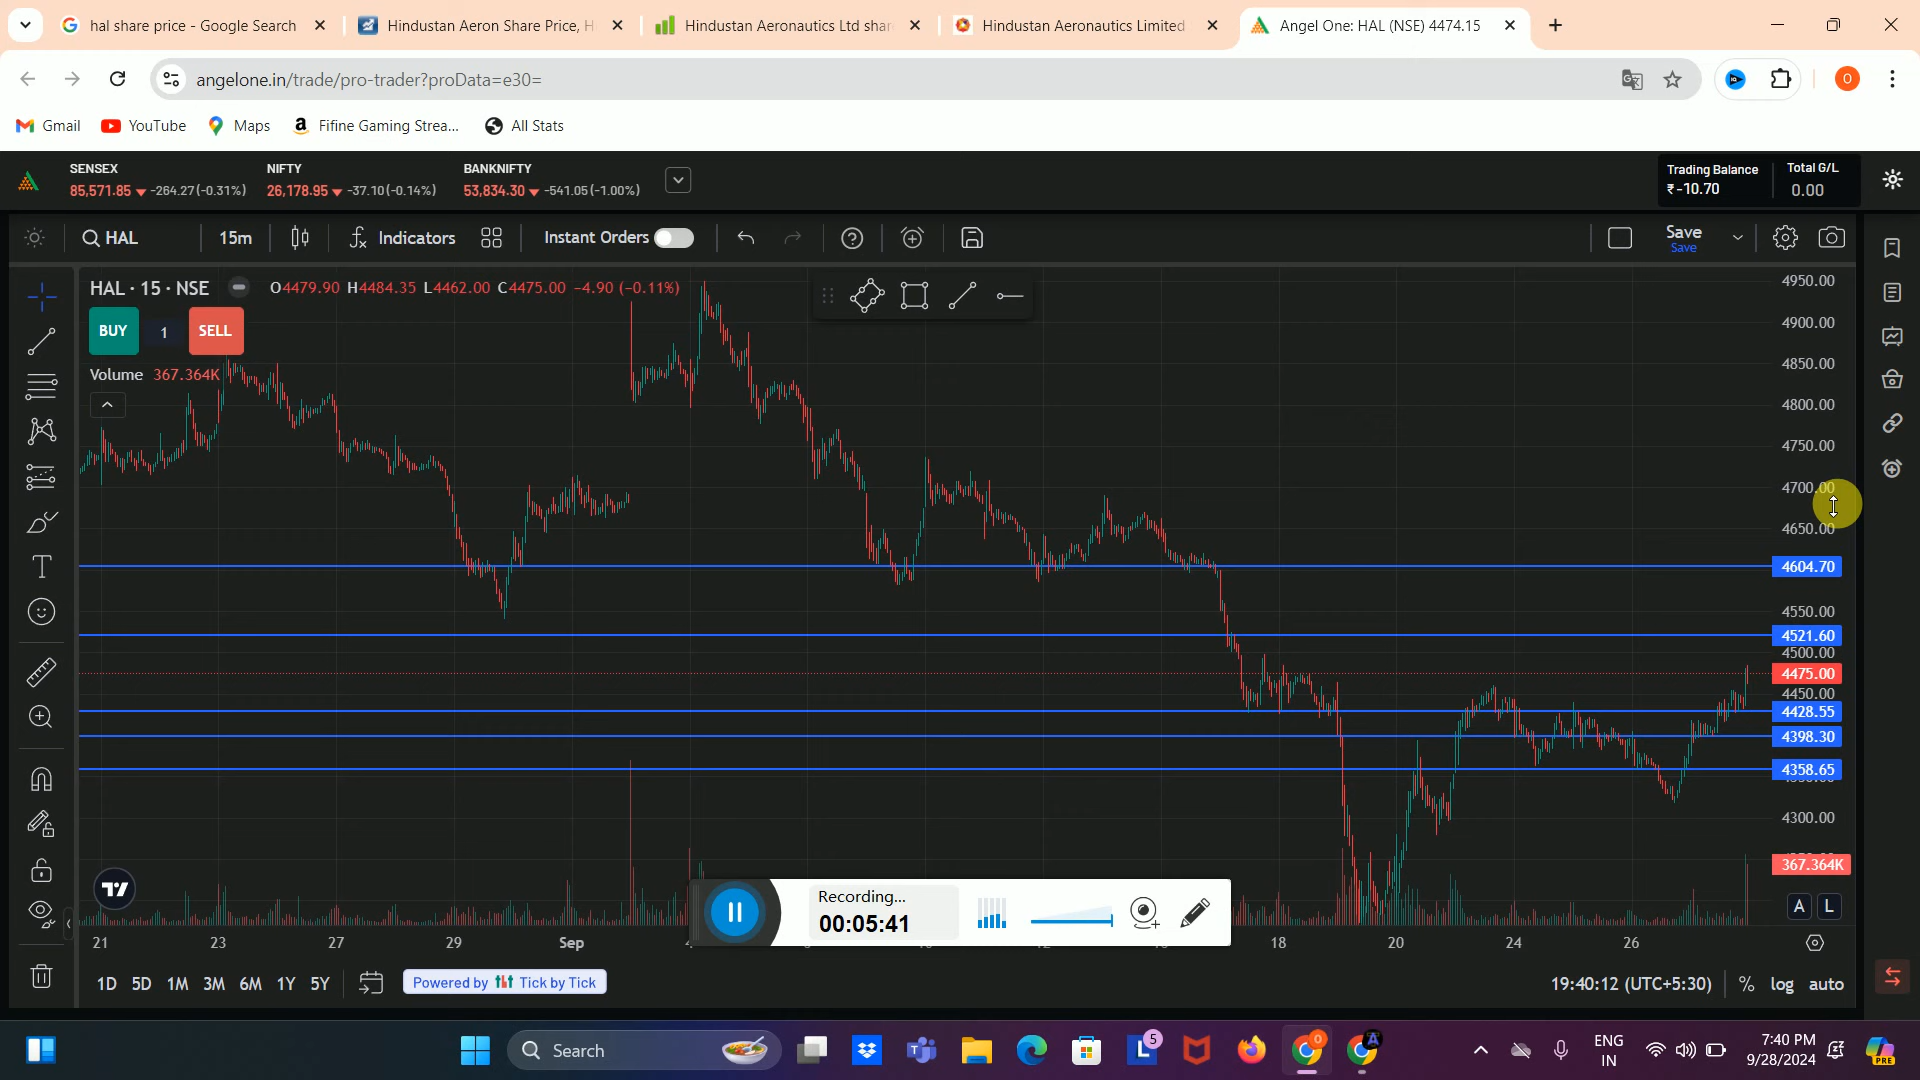 hal share price - Google Search
Hindustan Aeron Share Price, H
Hindustan Aeronautics Ltd shar
Hindustan Aeronautics Limited
Angel One: HAL (NSE) 4474.15
angelone.in/trade/pro-trader?proData=e30=
O
Gmail
YouTube
Maps
Fifine Gaming Strea...
All Stats
SENSEX
85,571.85 -264.27(-0.31%)
NIFTY
26,178.95 -37.10(-0.14%)
BANKNIFTY
53,834.30 -541.05(-1.00%)
Trading Balance
₹-10.70
Total G/L
0.00
HAL
15m
Indicators
Instant Orders
Save
Save
HAL · 15 · NSE
O4479.90 H4484.35 L4462.00 C4475.00 -4.90 (-0.11%)
BUY
1
SELL
Volume 367.364K
4950.00
4900.00
4850.00
4800.00
4750.00
4700.00
4650.00
4604.70
4550.00
4521.60
4500.00
4475.00
4450.00
4428.55
4398.30
4358.65
4300.00
367.364K
A
L
Recording...
00:05:41
21
23
27
29
Sep
18
20
24
26
1D
5D
1M
3M
6M
1Y
5Y
Powered by Tick by Tick
19:40:12 (UTC+5:30)
%
log
auto
Search
5
ENG
IN
7:40 PM
9/28/2024